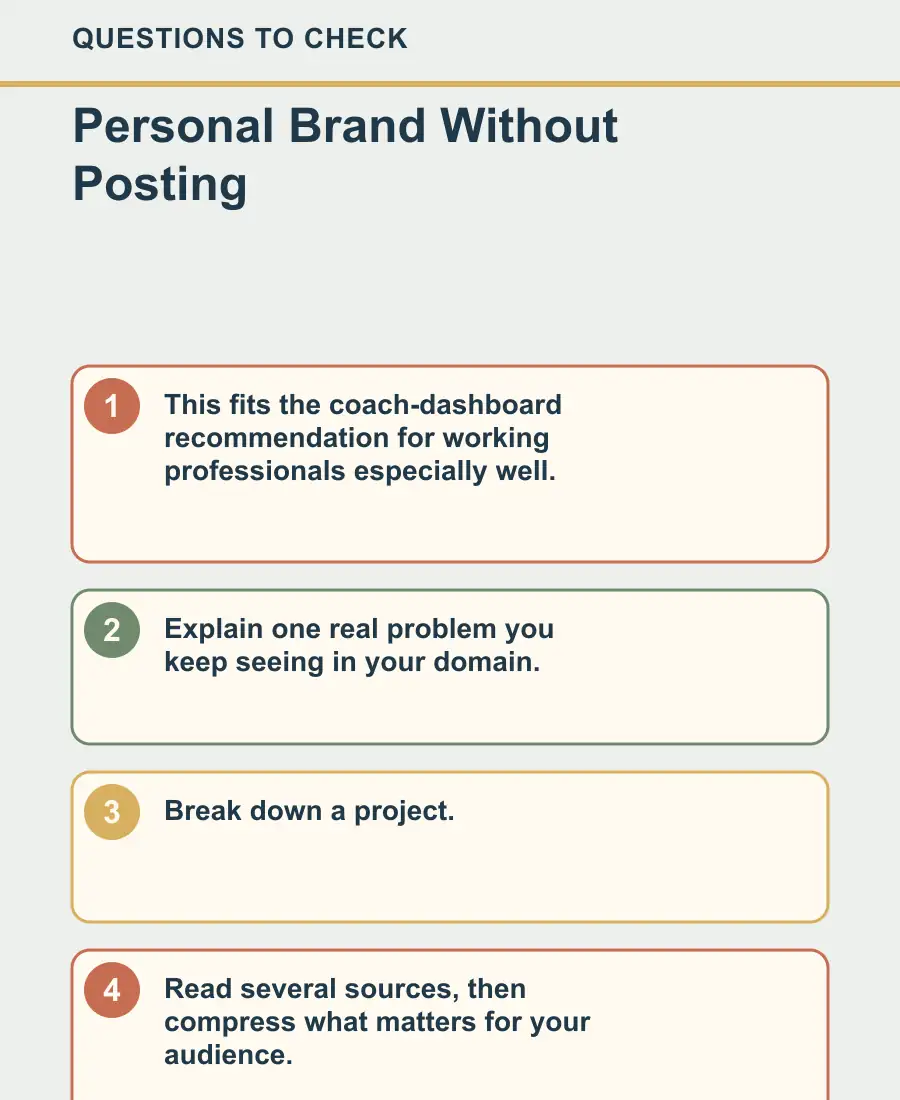 QUESTIONS TO CHECK
Personal Brand Without
Posting
1
This fits the coach-dashboard
recommendation for working
professionals especially well.
2
Explain one real problem you
keep seeing in your domain.
3
Break down a project.
4
Read several sources, then
compress what matters for your
audience.